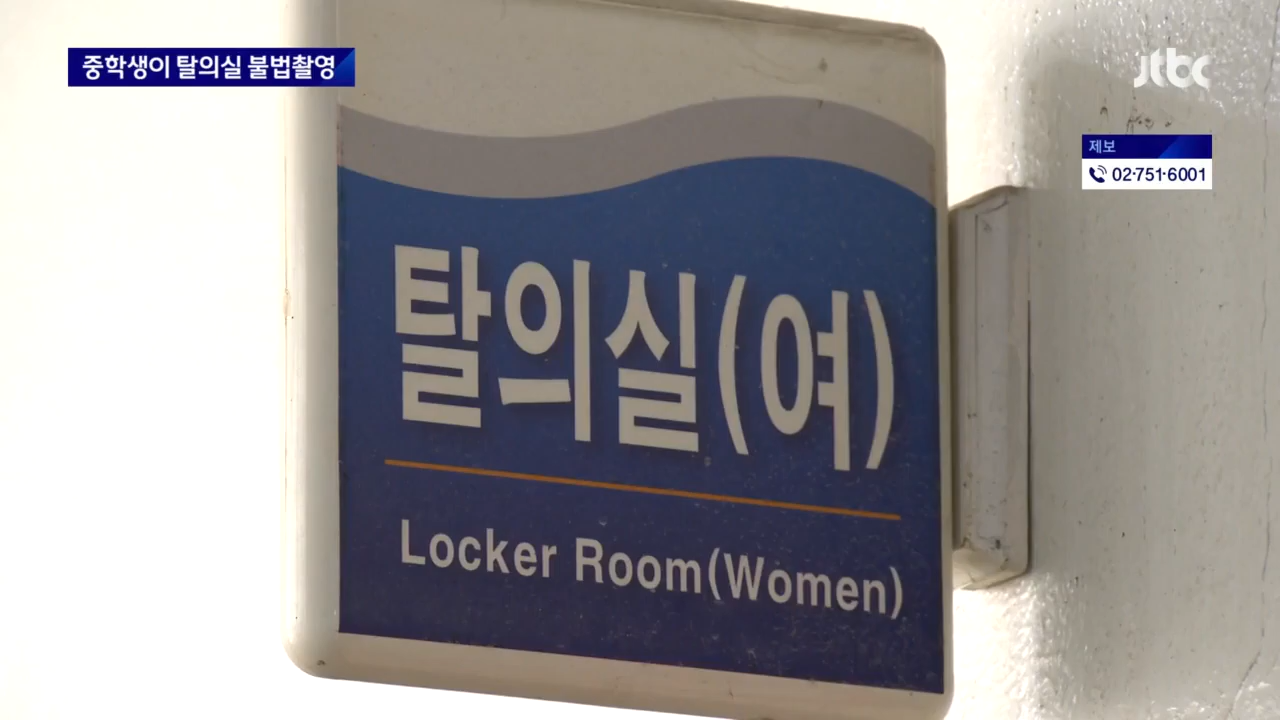 중학생이 탈의실 불법촬영
jtbc
제보
02·751·6001
탈의실(여)
Locker Room(Women)